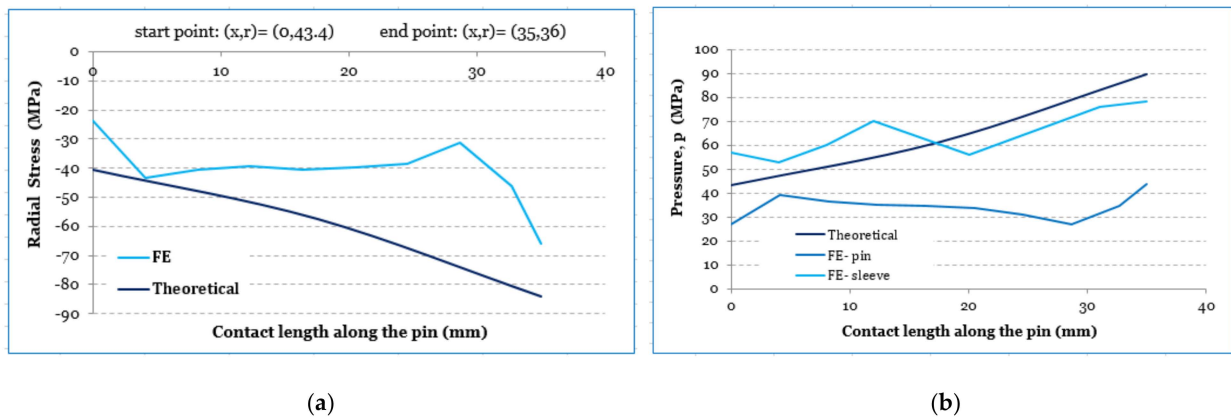 start point: (x,r)= (0,43.4) end point: (x,r)= (35,36)
0
0 10 20 30 40
-10
-20
-30
-40
-50
-60
-70
-80
-90
Radial Stress (MPa)
FE
Theoretical
Contact length along the pin (mm)
(a)
100
90
80
70
60
50
40
30
20
10
0
Pressure, p (MPa)
Theoretical
FE- pin
FE- sleeve
0 10 20 30 40
Contact length along the pin (mm)
(b)